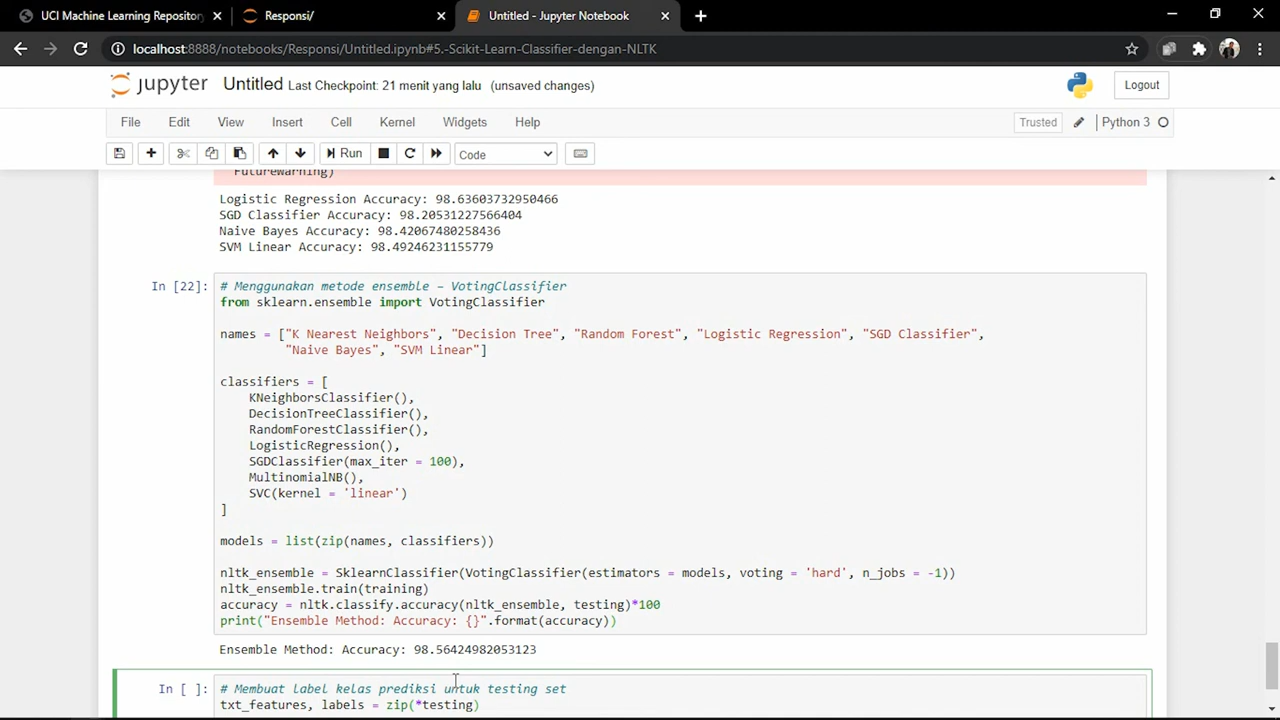 UCI Machine Learning Repository
Responsi/
Untitled - Jupyter Notebook
localhost:8888/notebooks/Responsi/Untitled.ipynb#5.-Scikit-Learn-Classifier-dengan-NLTK
jupyter Untitled Last Checkpoint: 21 menit yang lalu (unsaved changes)
Logout
File Edit View Insert Cell Kernel Widgets Help
Trusted
Python 3
Run
Code
FutureWarning)
Logistic Regression Accuracy: 98.63603732950466
SGD Classifier Accuracy: 98.20531227566404
Naive Bayes Accuracy: 98.42067480258436
SVM Linear Accuracy: 98.49246231155779
In [22]:
# Menggunakan metode ensemble – VotingClassifier
from sklearn.ensemble import VotingClassifier
names = ["K Nearest Neighbors", "Decision Tree", "Random Forest", "Logistic Regression", "SGD Classifier",
"Naive Bayes", "SVM Linear"]
classifiers = [
KNeighborsClassifier(),
DecisionTreeClassifier(),
RandomForestClassifier(),
LogisticRegression(),
SGDClassifier(max_iter = 100),
MultinomialNB(),
SVC(kernel = 'linear')
]
models = list(zip(names, classifiers))
nltk_ensemble = SklearnClassifier(VotingClassifier(estimators = models, voting = 'hard', n_jobs = -1))
nltk_ensemble.train(training)
accuracy = nltk.classify.accuracy(nltk_ensemble, testing)*100
print("Ensemble Method: Accuracy: {}".format(accuracy))
Ensemble Method: Accuracy: 98.56424982053123
In [ ]:
# Membuat label kelas prediksi untuk testing set
txt_features, labels = zip(*testing)